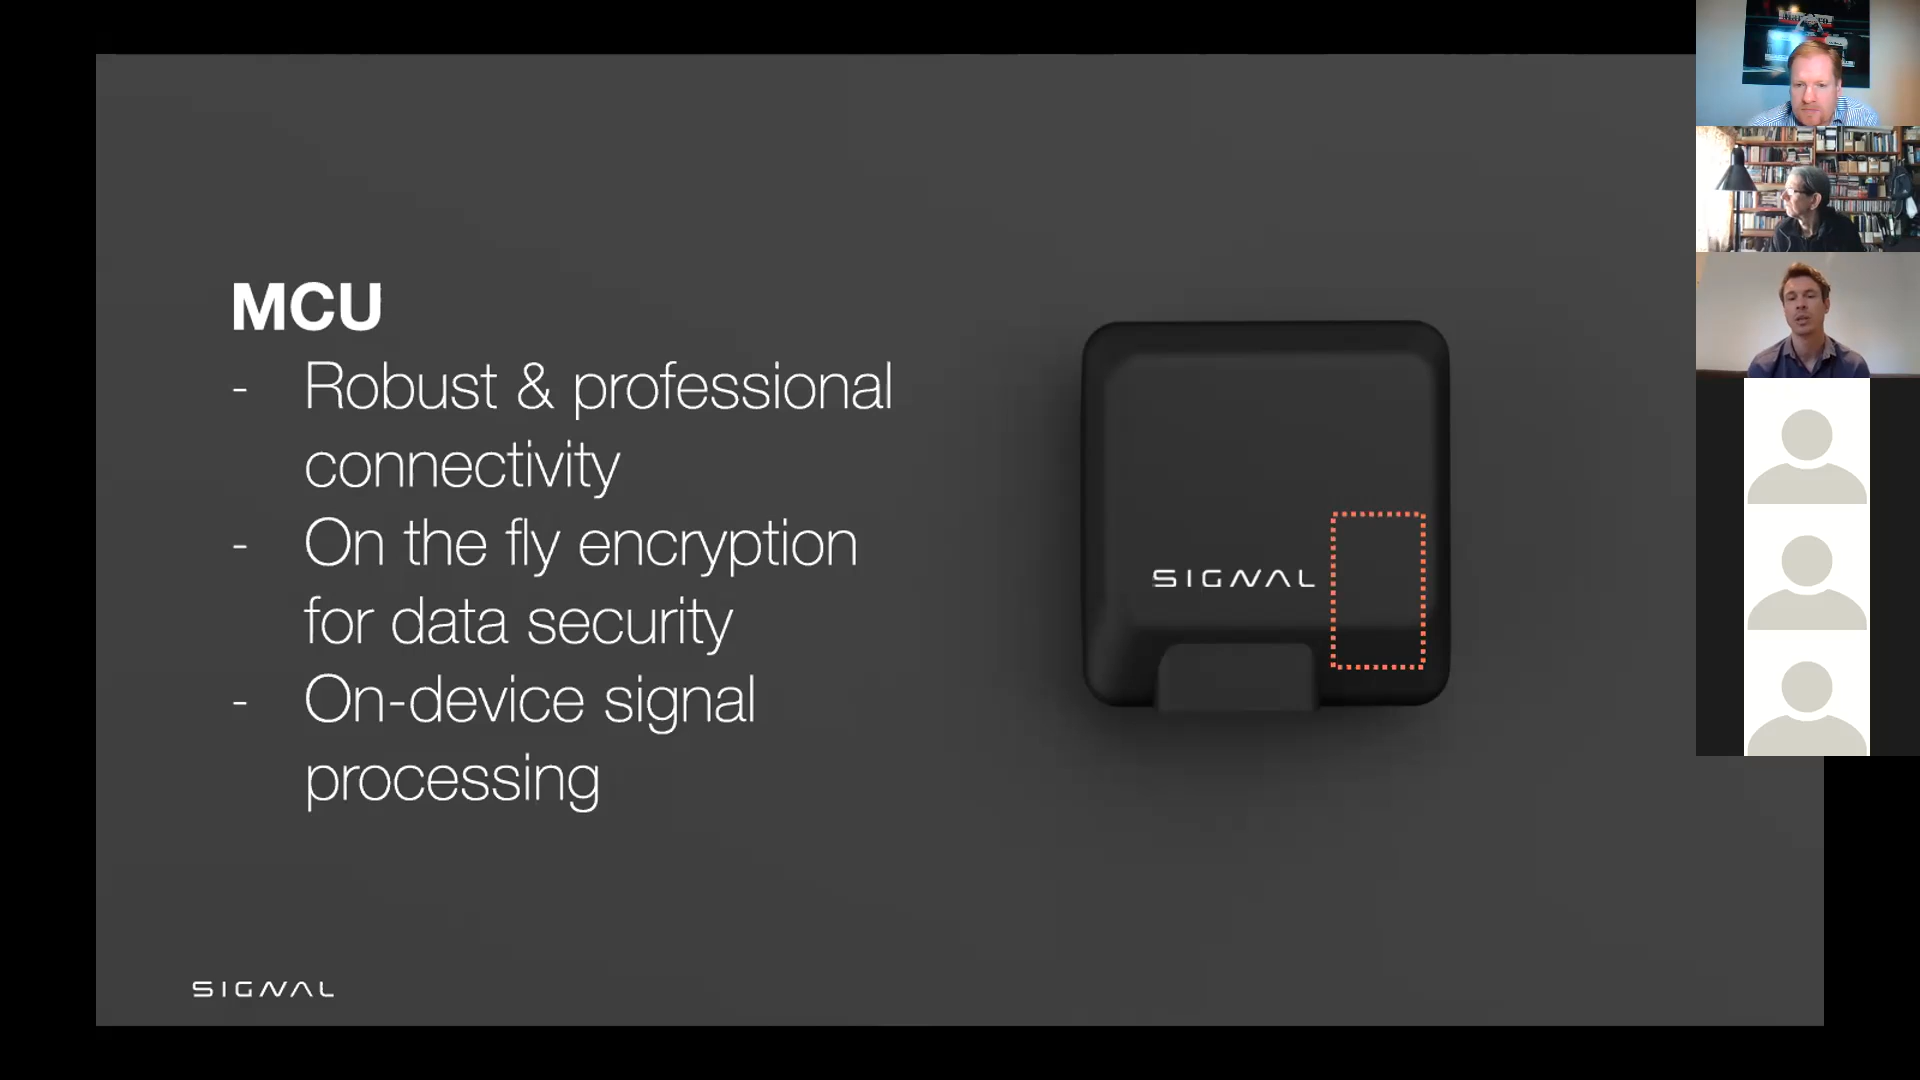 MCU
- Robust & professional
connectivity
- On the fly encryption
for data security
- On-device signal
processing
SIGNAL
SIGNAL